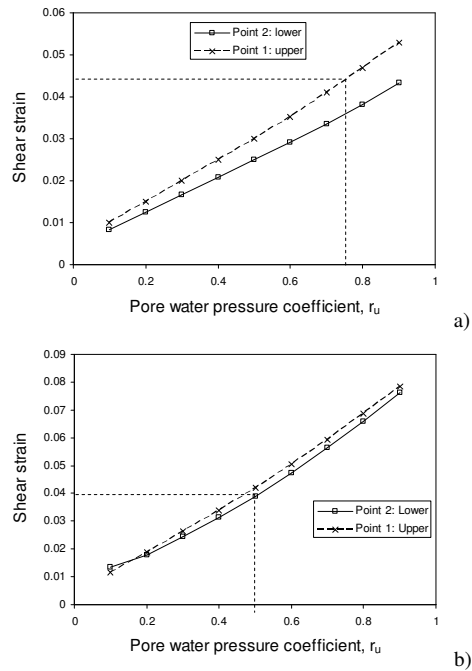 0.06
0.05
0.04
0.03
0.02
0.01
0
Shear strain
Point 2: lower
Point 1: upper
0 0.2 0.4 0.6 0.8 1
Pore water pressure coefficient, ru
a)
0.09
0.08
0.07
0.06
0.05
0.04
0.03
0.02
0.01
0
Shear strain
Point 2: Lower
Point 1: Upper
0 0.2 0.4 0.6 0.8 1
Pore water pressure coefficient, ru
b)